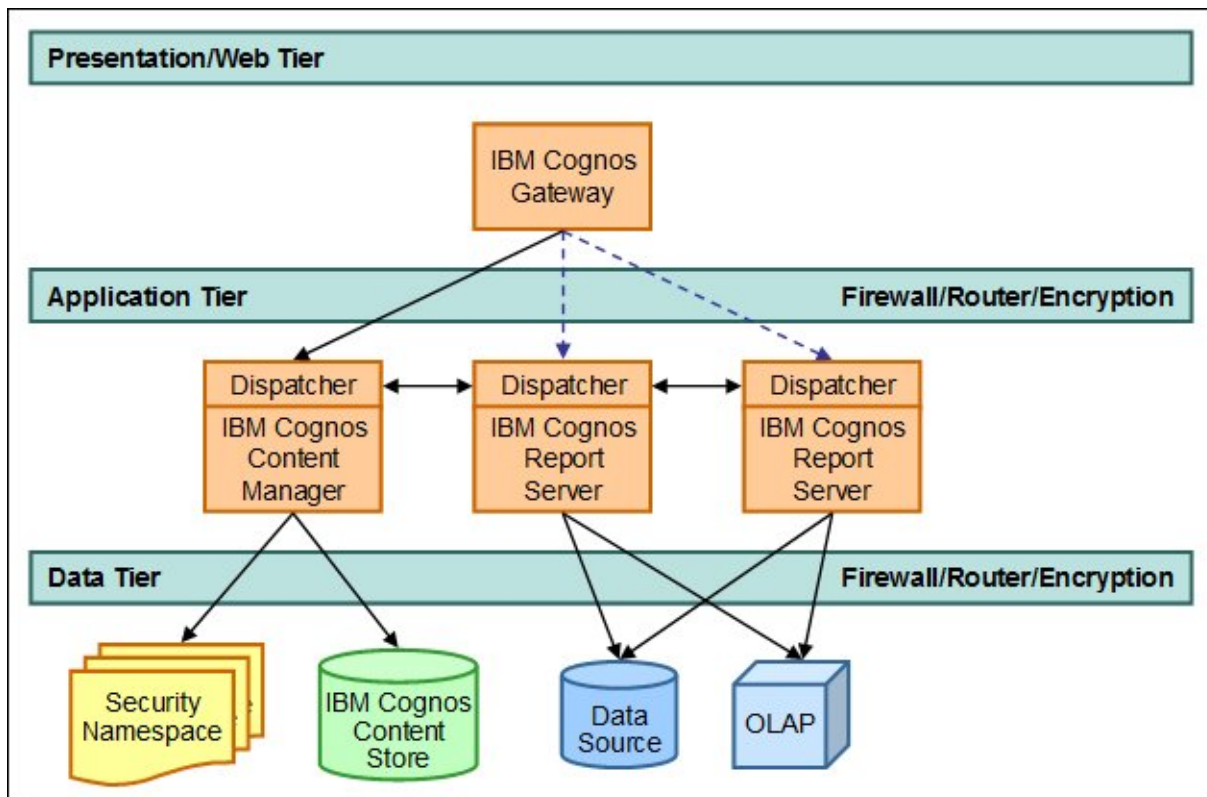 Presentation/Web Tier
IBM Cognos
Gateway
Application Tier
Firewall/Router/Encryption
Dispatcher
IBM Cognos
Content
Manager
Dispatcher
IBM Cognos
Report
Server
Dispatcher
IBM Cognos
Report
Server
Data Tier
Firewall/Router/Encryption
Security
Namespace
IBM Cognos
Content
Store
Data
Source
OLAP